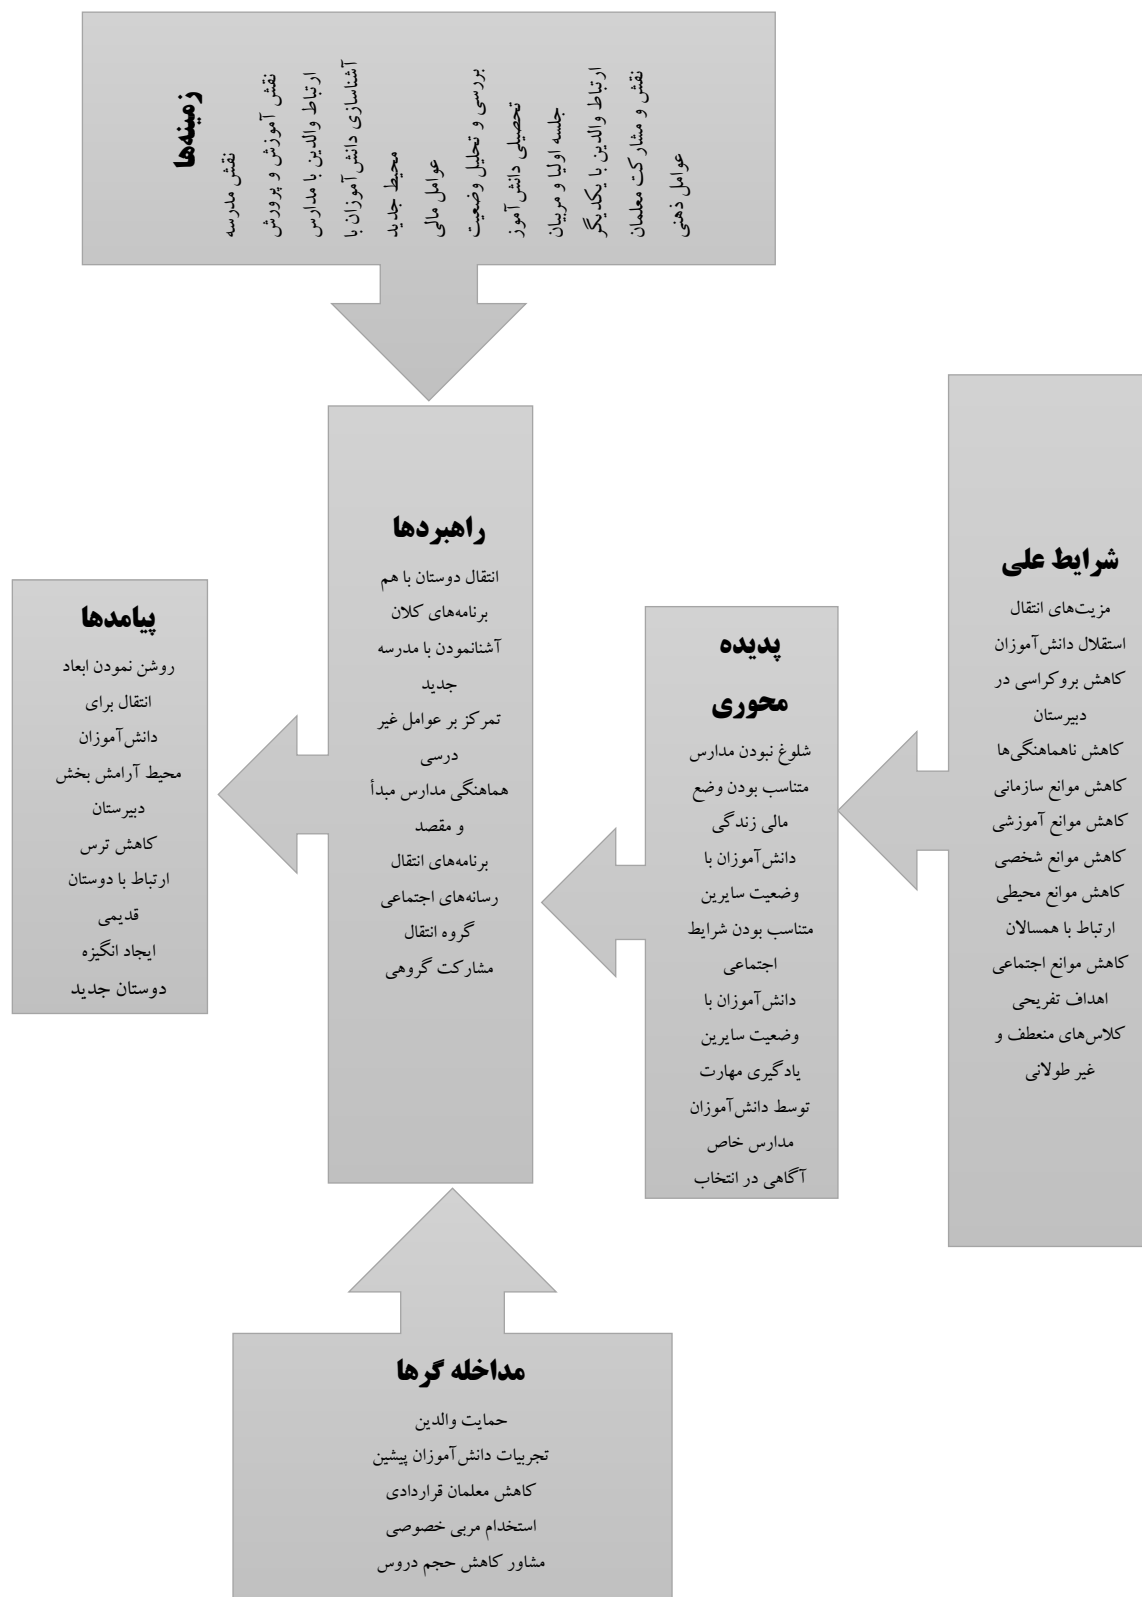 زمینه‌ها
نقش مدرسه
نقش آموزش و پرورش
ارتباط والدین با مدارس
آشناسازی دانش‌آموزان با
محیط جدید
عوامل مالی
بررسی و تحلیل وضعیت
تحصیلی دانش‌آموز
جلسه اولیا و مربیان
ارتباط والدین با یکدیگر
نقش و مشارکت معلمان
عوامل ذهنی
شرایط علی
مزیت‌های انتقال
استقلال دانش‌آموزان
کاهش بروکراسی در
دبیرستان
کاهش ناهماهنگی‌ها
کاهش موانع سازمانی
کاهش موانع آموزشی
کاهش موانع شخصی
کاهش موانع محیطی
ارتباط با همسالان
کاهش موانع اجتماعی
اهداف تفریحی
کلاس‌های منعطف و
غیر طولانی
پدیده
محوری
شلوغ نبودن مدارس
متناسب بودن وضع
مالی زندگی
دانش‌آموزان با
وضعیت سایرین
متناسب بودن شرایط
اجتماعی
دانش‌آموزان با
وضعیت سایرین
یادگیری مهارت
توسط دانش‌آموزان
مدارس خاص
آگاهی در انتخاب
راهبردها
انتقال دوستان با هم
برنامه‌های کلان
آشنانمودن با مدرسه
جدید
تمرکز بر عوامل غیر
درسی
هماهنگی مدارس مبدأ
و مقصد
برنامه‌های انتقال
رسانه‌های اجتماعی
گروه انتقال
مشارکت گروهی
پیامدها
روشن نمودن ابعاد
انتقال برای
دانش‌آموزان
محیط آرامش بخش
دبیرستان
کاهش ترس
ارتباط با دوستان
قدیمی
ایجاد انگیزه
دوستان جدید
مداخله گرها
حمایت والدین
تجربیات دانش‌آموزان پیشین
کاهش معلمان قراردادی
استخدام مربی خصوصی
مشاور کاهش حجم دروس